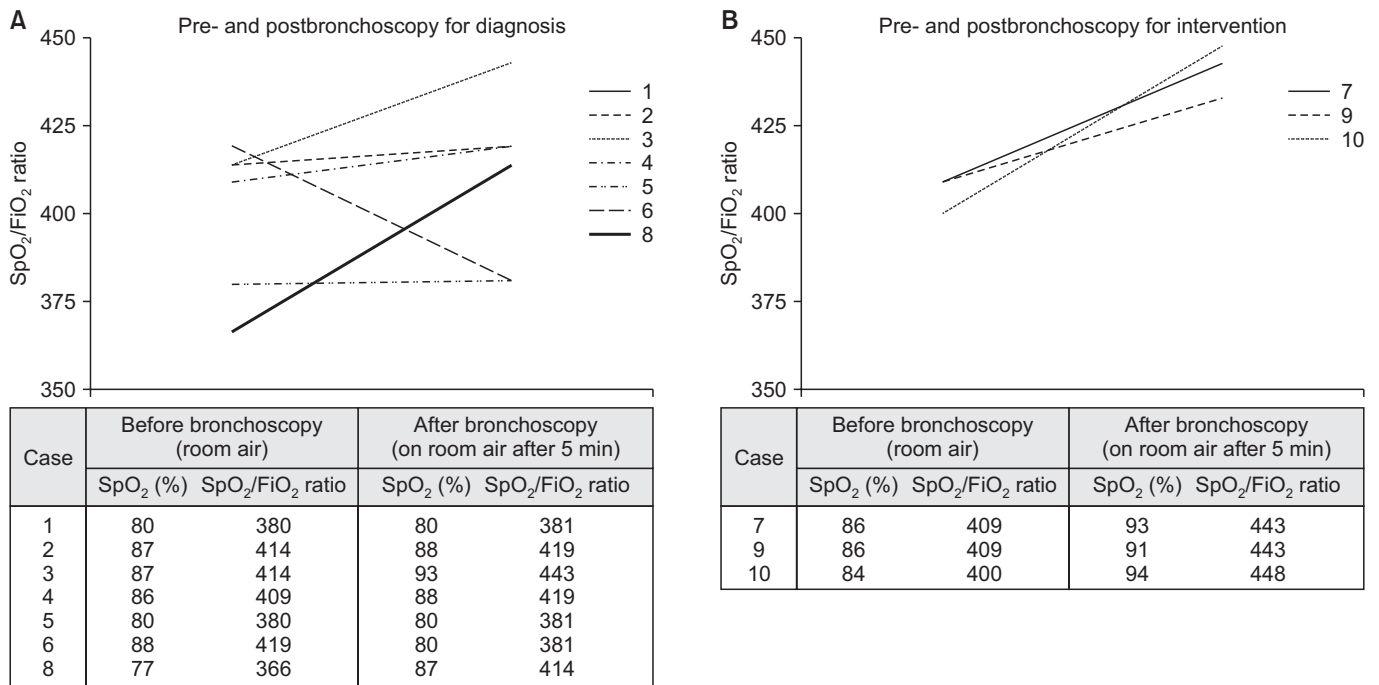 A
Pre- and postbronchoscopy for diagnosis
450
425
400
375
350
SpO₂/FiO₂ ratio
1
2
3
4
5
6
8
Case
Before bronchoscopy
(room air)
After bronchoscopy
(on room air after 5 min)
SpO₂ (%) SpO₂/FiO₂ ratio SpO₂ (%) SpO₂/FiO₂ ratio
1 80 380 80 381
2 87 414 88 419
3 87 414 93 443
4 86 409 88 419
5 80 380 80 381
6 88 419 80 381
8 77 366 87 414
B
Pre- and postbronchoscopy for intervention
450
425
400
375
350
SpO₂/FiO₂ ratio
7
9
10
Case
Before bronchoscopy
(room air)
After bronchoscopy
(on room air after 5 min)
SpO₂ (%) SpO₂/FiO₂ ratio SpO₂ (%) SpO₂/FiO₂ ratio
7 86 409 93 443
9 86 409 91 443
10 84 400 94 448